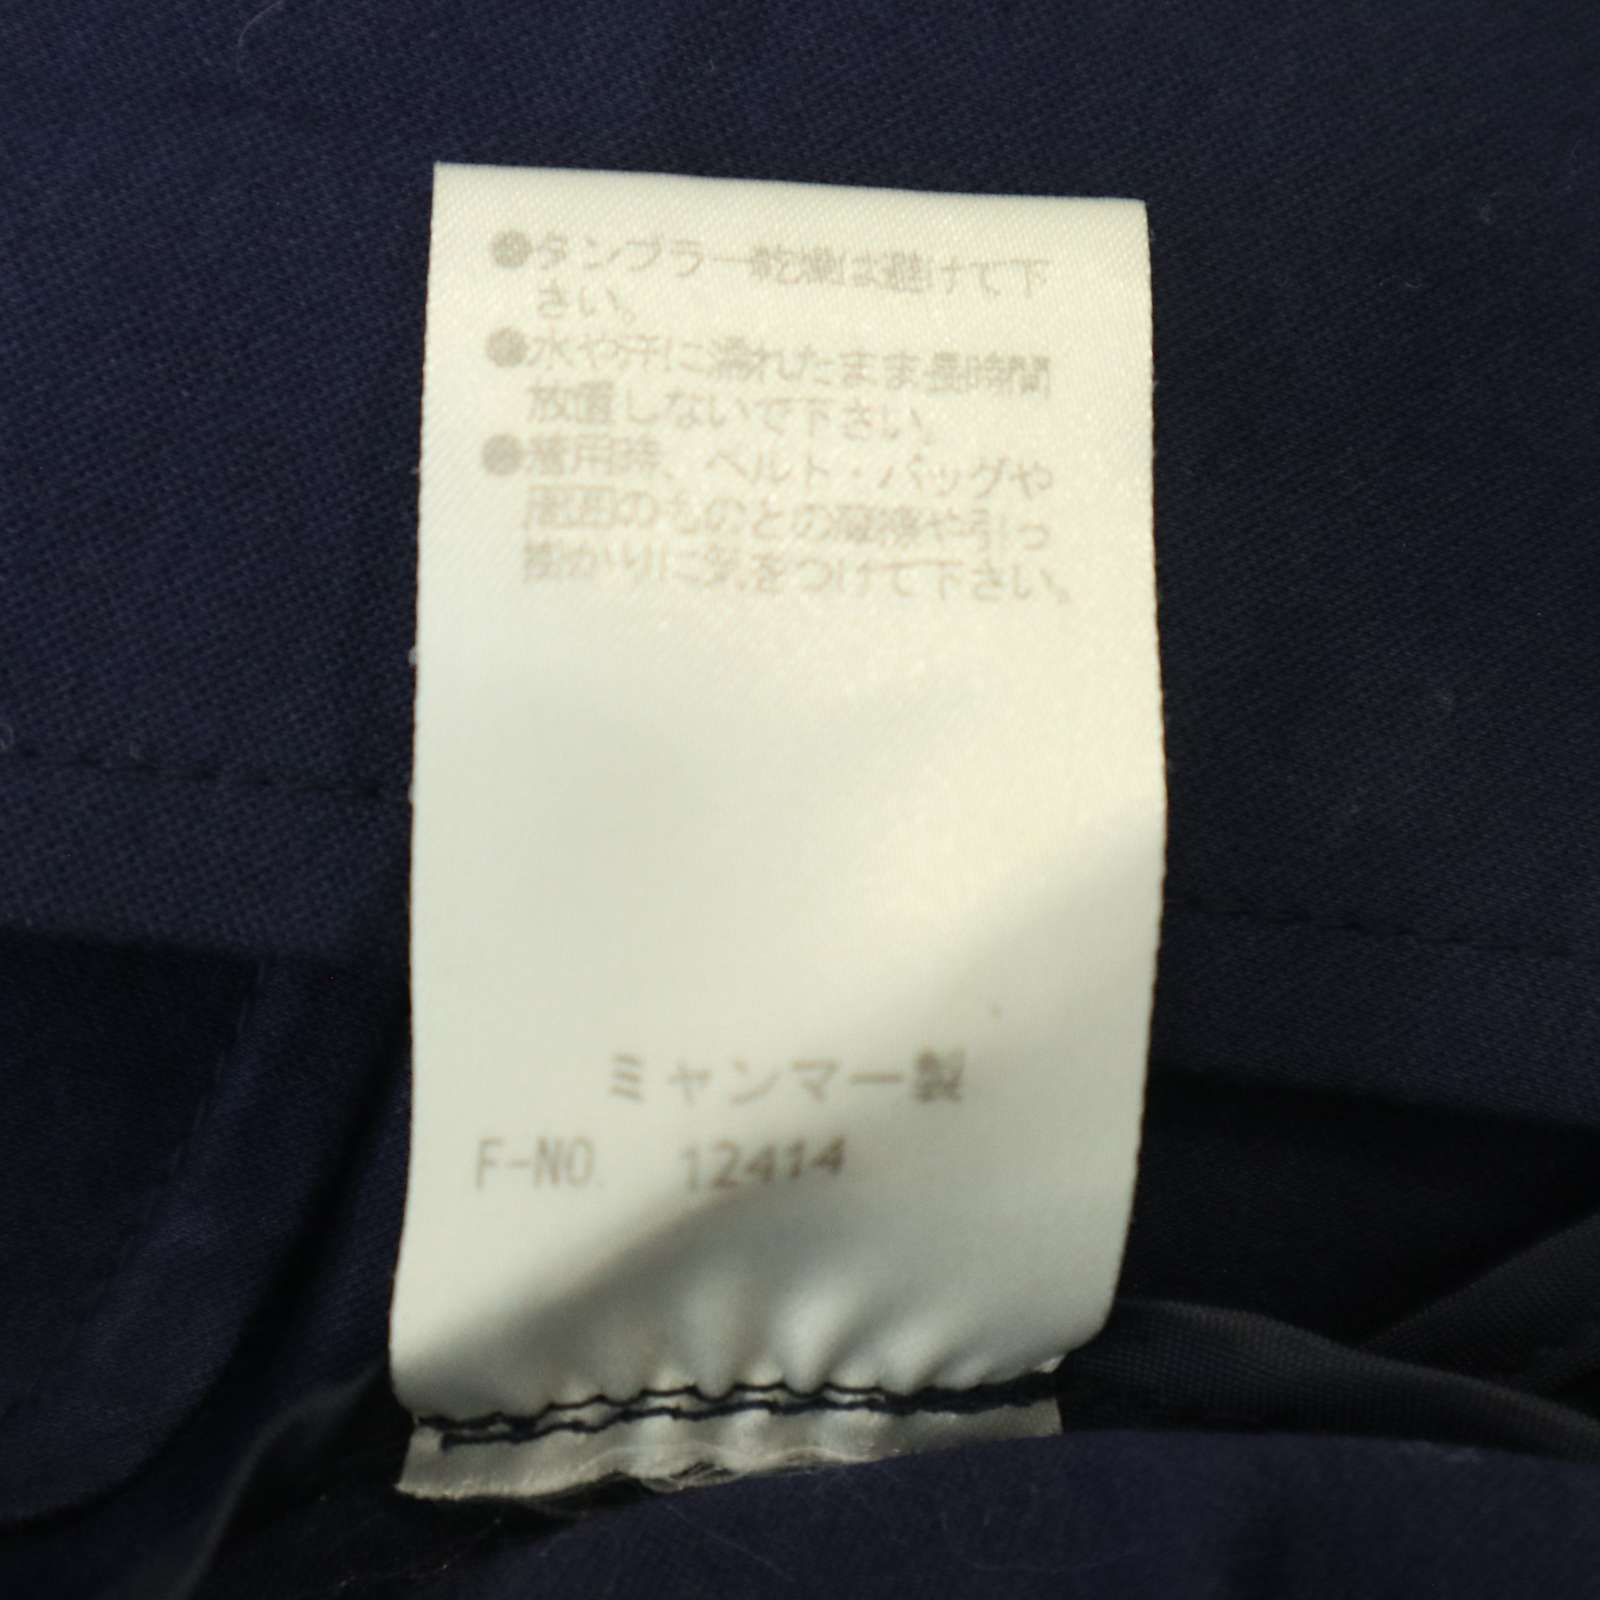 ●タンブラー乾燥は避けて下
さい。
●水や汗に濡れたまま長時間
放置しないで下さい。
●着用時、ベルト・バッグや
周囲のものとの摩擦や引っ
掛かりに気をつけて下さい。
ミャンマー製
F-NO. 12414